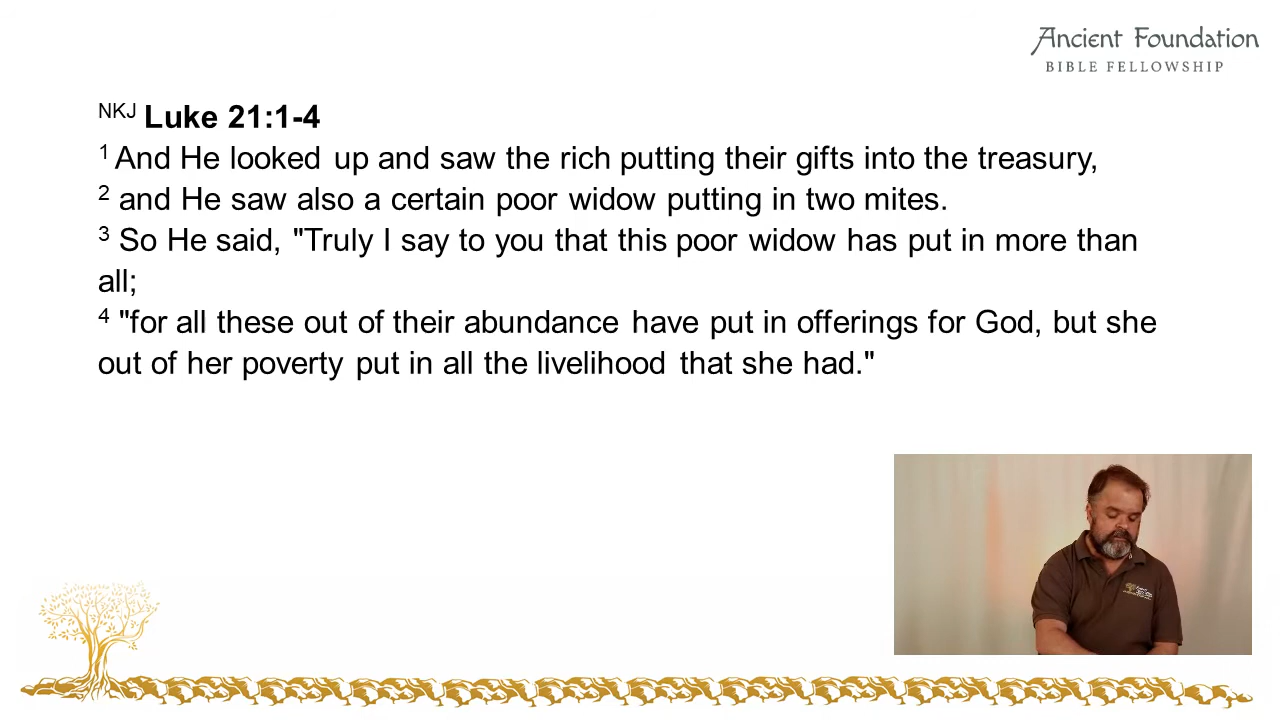 Ancient Foundation
BIBLE FELLOWSHIP
NKJ Luke 21:1-4
1 And He looked up and saw the rich putting their gifts into the treasury,
2 and He saw also a certain poor widow putting in two mites.
3 So He said, "Truly I say to you that this poor widow has put in more than
all;
4 "for all these out of their abundance have put in offerings for God, but she
out of her poverty put in all the livelihood that she had."